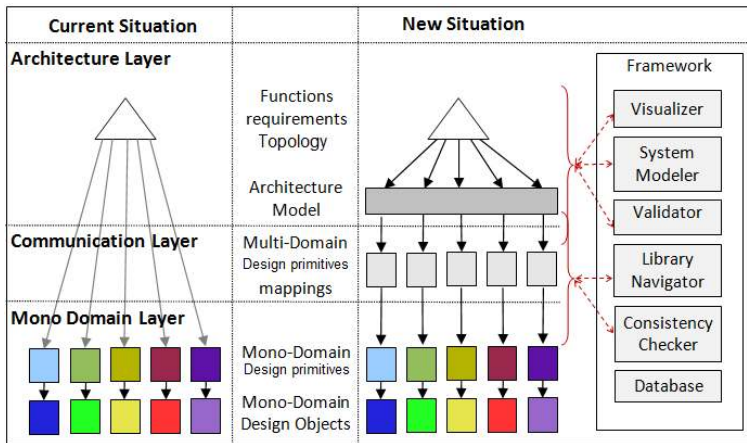 Current Situation
New Situation
Architecture Layer
Functions
requirements
Topology
Architecture
Model
Communication Layer
Multi-Domain
Design primitives
mappings
Mono Domain Layer
Mono-Domain
Design primitives
Mono-Domain
Design Objects
Framework
Visualizer
System
Modeler
Validator
Library
Navigator
Consistency
Checker
Database